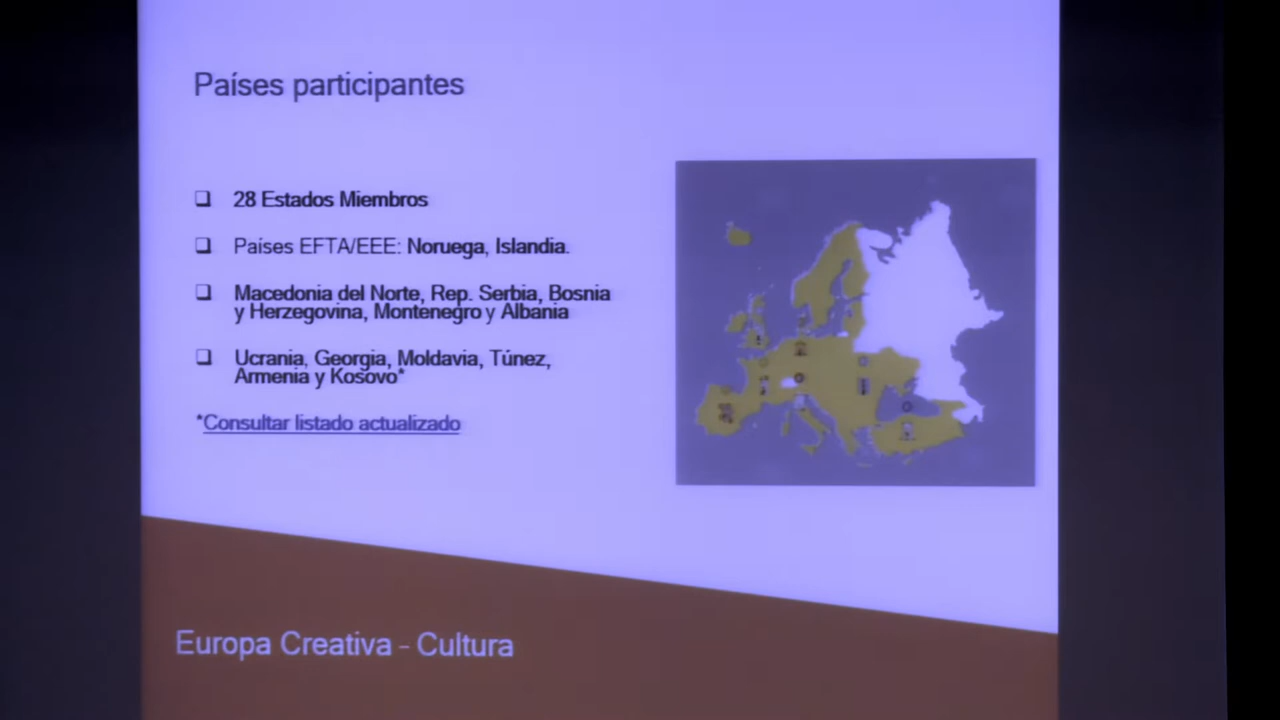 Países participantes
❑ 28 Estados Miembros
❑ Países EFTA/EEE: Noruega, Islandia.
❑ Macedonia del Norte, Rep. Serbia, Bosnia
y Herzegovina, Montenegro y Albania
❑ Ucrania, Georgia, Moldavia, Túnez,
Armenia y Kosovo*
*Consultar listado actualizado
Europa Creativa - Cultura